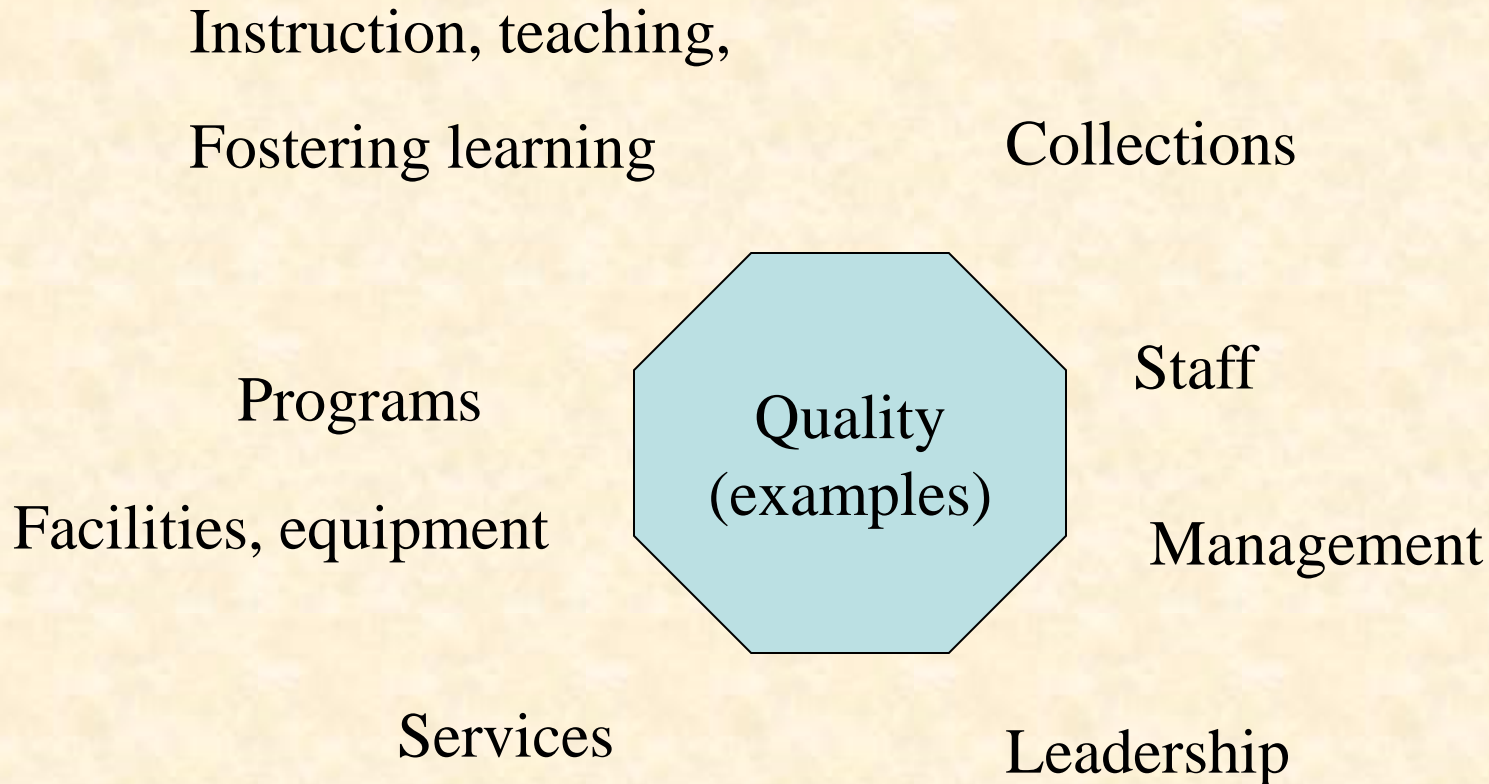 Instruction, teaching,
Fostering learning
Collections
Staff
Programs
Quality
(examples)
Facilities, equipment
Management
Services
Leadership